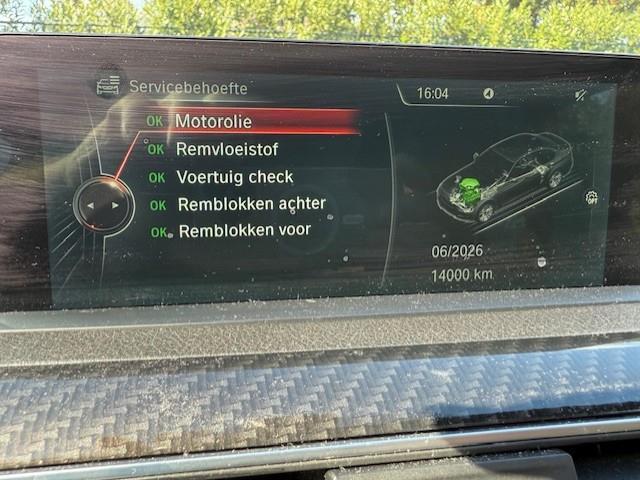 Servicebehoefte
16:04
OK Motorolie
OK Remvloeistof
OK Voertuig check
OK Remblokken achter
OK Remblokken voor
OFF
06/2026
14000 km